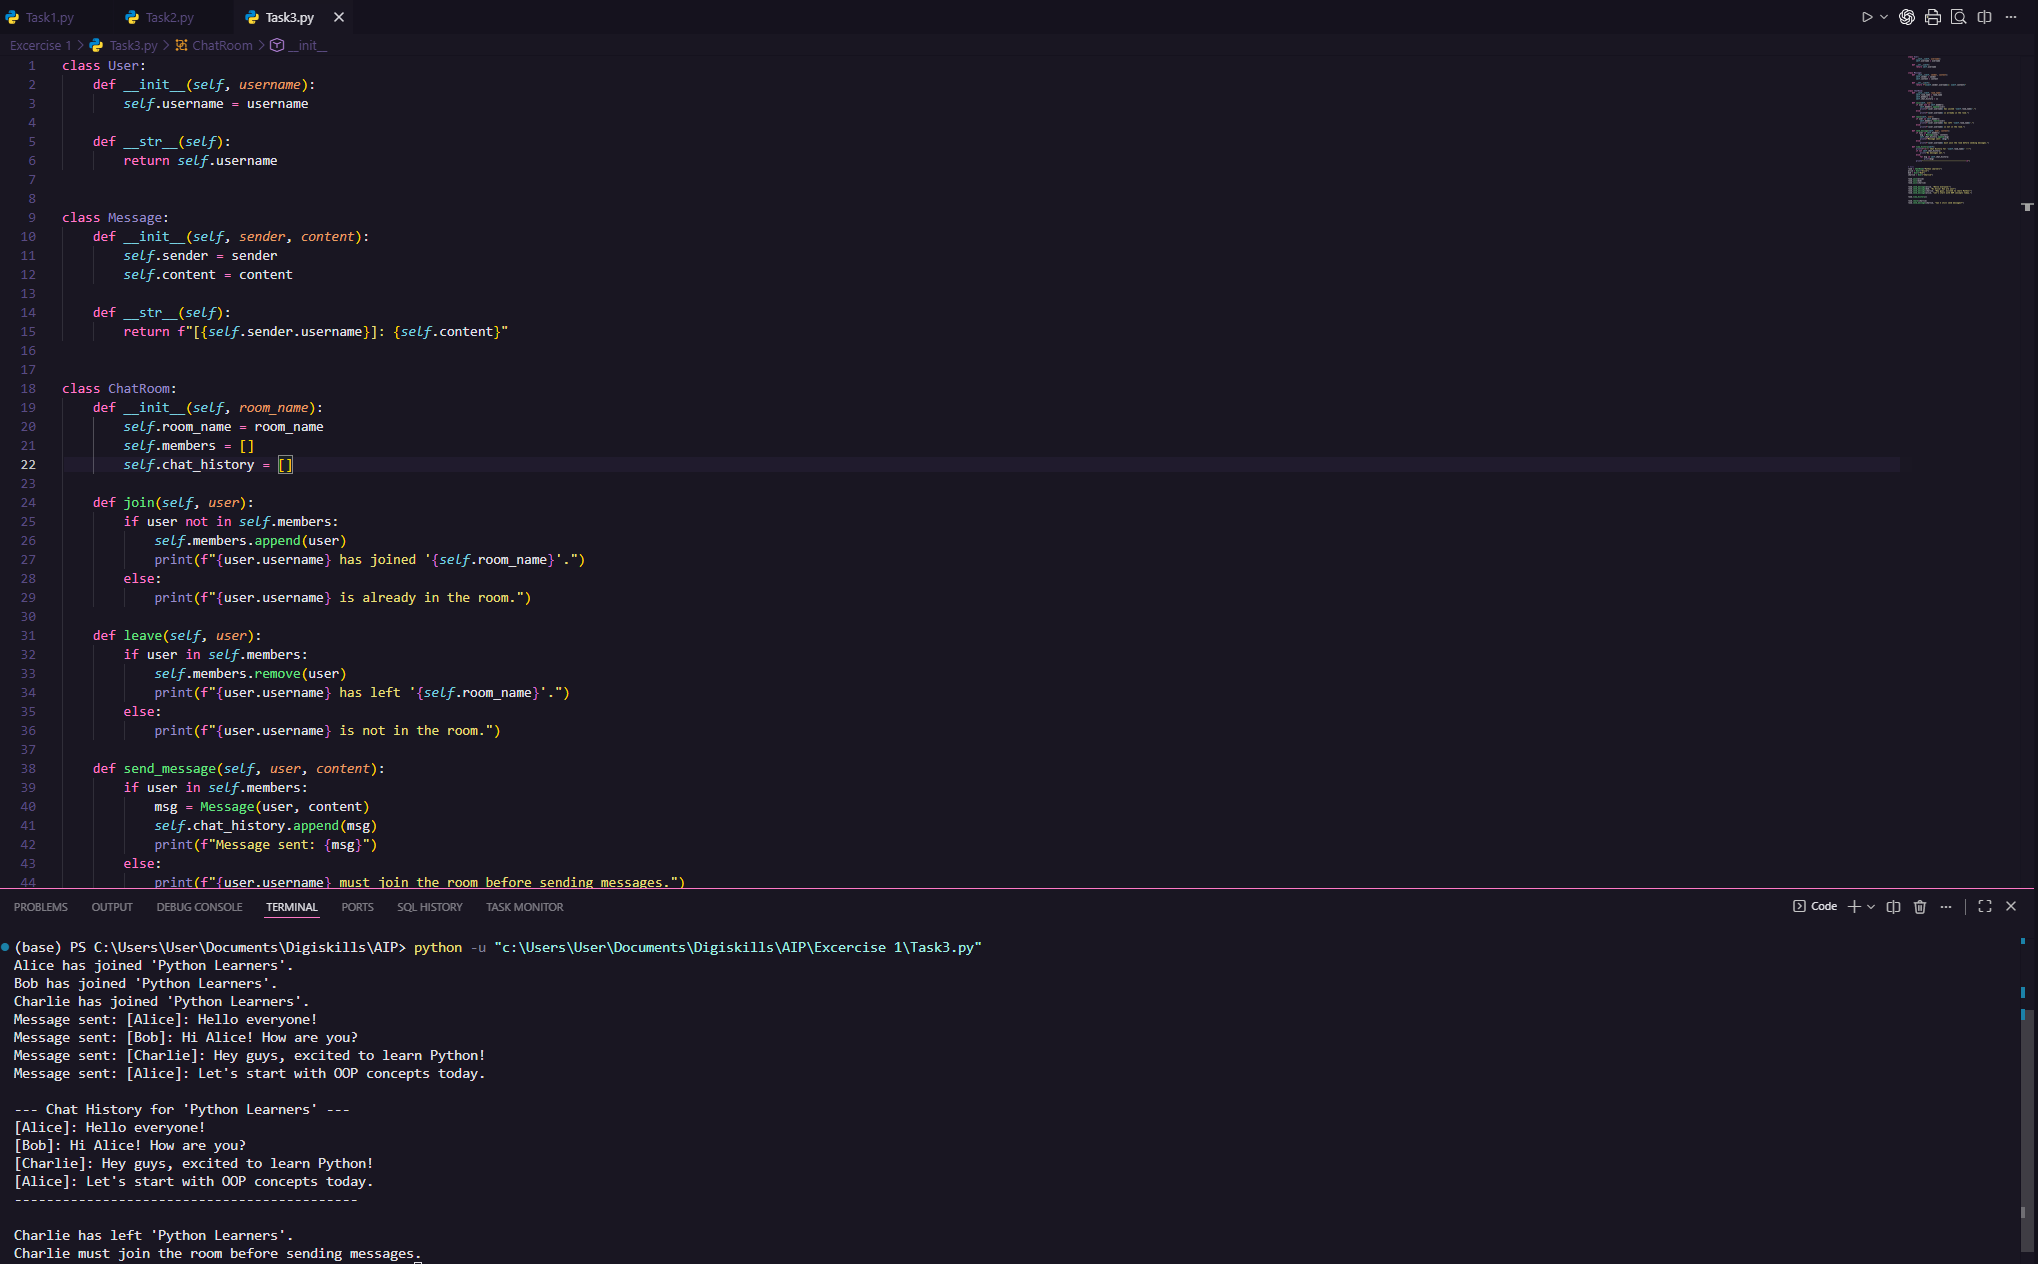 Task1.py Task2.py Task3.py
Excercise 1 > Task3.py > ChatRoom > __init__
1 class User:
2     def __init__(self, username):
3         self.username = username
4
5     def __str__(self):
6         return self.username
7
8
9 class Message:
10     def __init__(self, sender, content):
11         self.sender = sender
12         self.content = content
13
14     def __str__(self):
15         return f"[{self.sender.username}]: {self.content}"
16
17
18 class ChatRoom:
19     def __init__(self, room_name):
20         self.room_name = room_name
21         self.members = []
22         self.chat_history = []
23
24     def join(self, user):
25         if user not in self.members:
26             self.members.append(user)
27             print(f"{user.username} has joined '{self.room_name}'.")
28         else:
29             print(f"{user.username} is already in the room.")
30
31     def leave(self, user):
32         if user in self.members:
33             self.members.remove(user)
34             print(f"{user.username} has left '{self.room_name}'.")
35         else:
36             print(f"{user.username} is not in the room.")
37
38     def send_message(self, user, content):
39         if user in self.members:
40             msg = Message(user, content)
41             self.chat_history.append(msg)
42             print(f"Message sent: {msg}")
43         else:
44             print(f"{user.username} must join the room before sending messages.")
PROBLEMS OUTPUT DEBUG CONSOLE TERMINAL PORTS SQL HISTORY TASK MONITOR Code
(base) PS C:\Users\User\Documents\Digiskills\AIP> python -u "c:\Users\User\Documents\Digiskills\AIP\Excercise 1\Task3.py"
Alice has joined 'Python Learners'.
Bob has joined 'Python Learners'.
Charlie has joined 'Python Learners'.
Message sent: [Alice]: Hello everyone!
Message sent: [Bob]: Hi Alice! How are you?
Message sent: [Charlie]: Hey guys, excited to learn Python!
Message sent: [Alice]: Let's start with OOP concepts today.

--- Chat History for 'Python Learners' ---
[Alice]: Hello everyone!
[Bob]: Hi Alice! How are you?
[Charlie]: Hey guys, excited to learn Python!
[Alice]: Let's start with OOP concepts today.
-------------------------------------------

Charlie has left 'Python Learners'.
Charlie must join the room before sending messages.